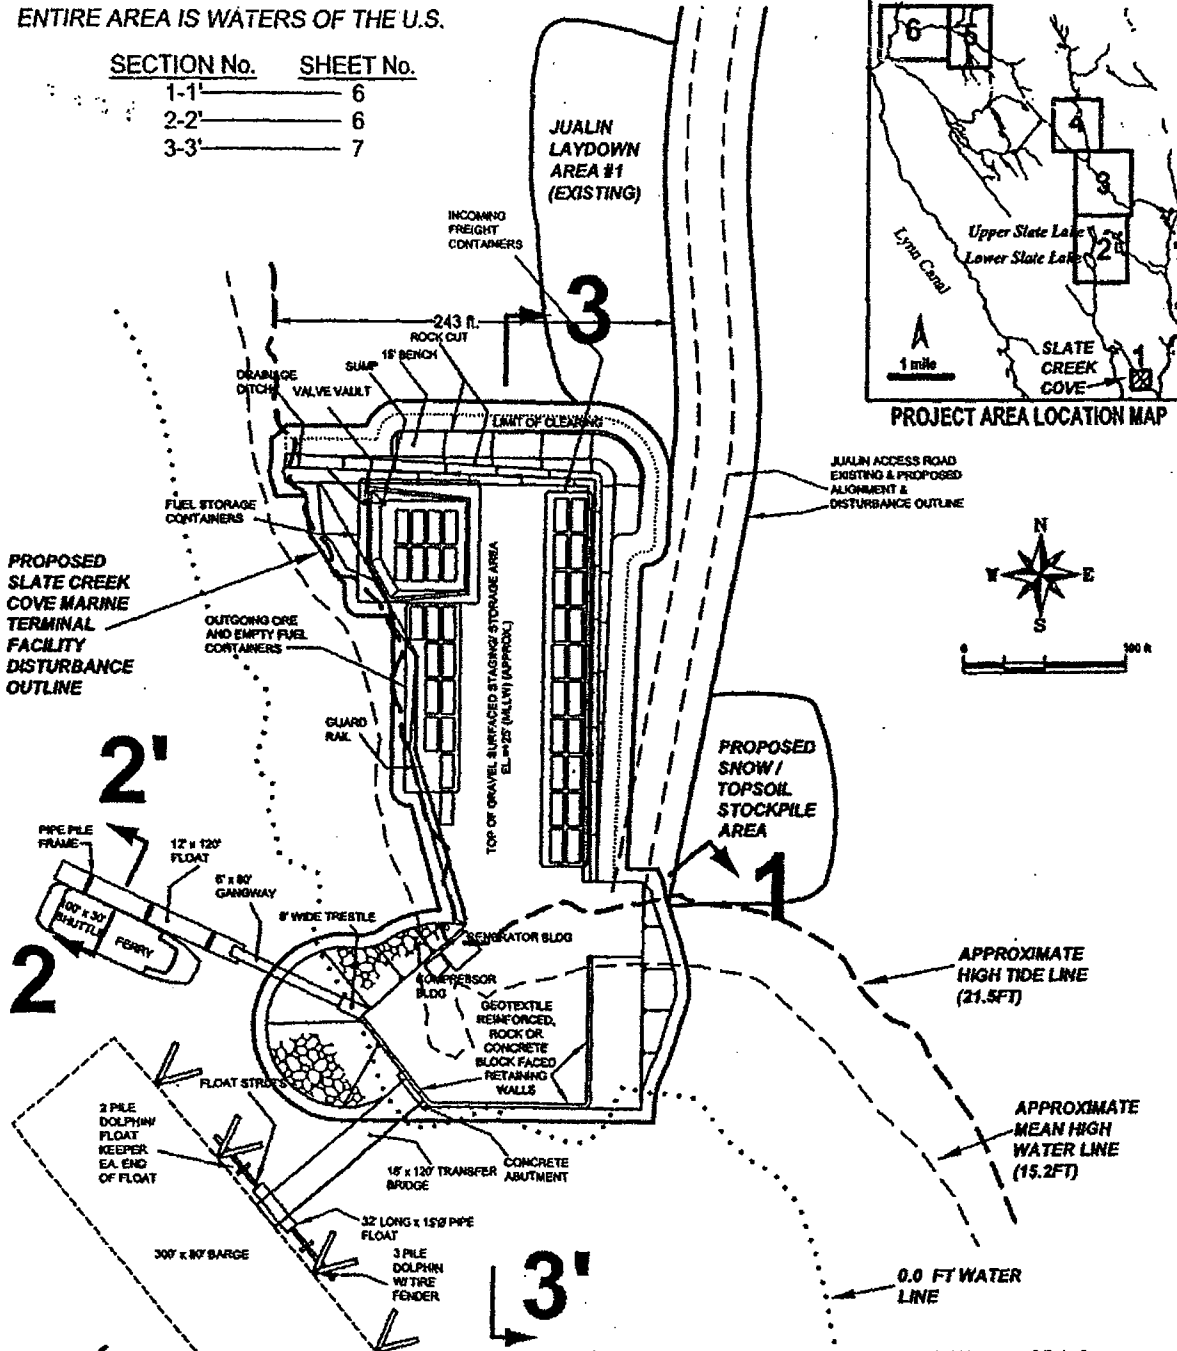 ENTIRE AREA IS WATERS OF THE U.S.
SECTION No. SHEET No.
1-1' 6
2-2' 6
3-3' 7
JUALIN
LAYDOWN
AREA #1
(EXISTING)
INCOMING
FREIGHT
CONTAINERS
6
5
4
3
2
1
Upper Slate Lake
Lower Slate Lake
Lynn Canal
1 mile
SLATE
CREEK
COVE
PROJECT AREA LOCATION MAP
3
243 ft.
ROCK CUT
15' BENCH
SUMP
DRAINAGE
DITCH
VALVE VAULT
LIMIT OF CLEARING
JUALIN ACCESS ROAD
EXISTING & PROPOSED
ALIGNMENT &
DISTURBANCE OUTLINE
FUEL STORAGE
CONTAINERS
N
W E
S
0 100 ft
PROPOSED
SLATE CREEK
COVE MARINE
TERMINAL
FACILITY
DISTURBANCE
OUTLINE
OUTGOING ORE
AND EMPTY FUEL
CONTAINERS
TOP OF GRAVEL SURFACED STAGING/ STORAGE AREA
EL.=+25' (MLLW) (APPROX.)
GUARD
RAIL
PROPOSED
SNOW /
TOPSOIL
STOCKPILE
AREA
2'
PIPE PILE
FRAME
12' x 120'
FLOAT
6' x 80'
GANGWAY
8' WIDE TRESTLE
1
100' x 30'
SHUTTLE
FERRY
2
GENERATOR BLDG
COMPRESSOR
BLDG
GEOTEXTILE
REINFORCED,
ROCK OR
CONCRETE
BLOCK FACED
RETAINING
WALLS
APPROXIMATE
HIGH TIDE LINE
(21.5FT)
FLOAT STRUTS
2 PILE
DOLPHIN/
FLOAT
KEEPER
EA. END
OF FLOAT
APPROXIMATE
MEAN HIGH
WATER LINE
(15.2FT)
18' x 120' TRANSFER
BRIDGE
CONCRETE
ABUTMENT
32' LONG x 15'Ø PIPE
FLOAT
300' x 80' BARGE
3 PILE
DOLPHIN
W/ TIRE
FENDER
3'
0.0 FT WATER
LINE